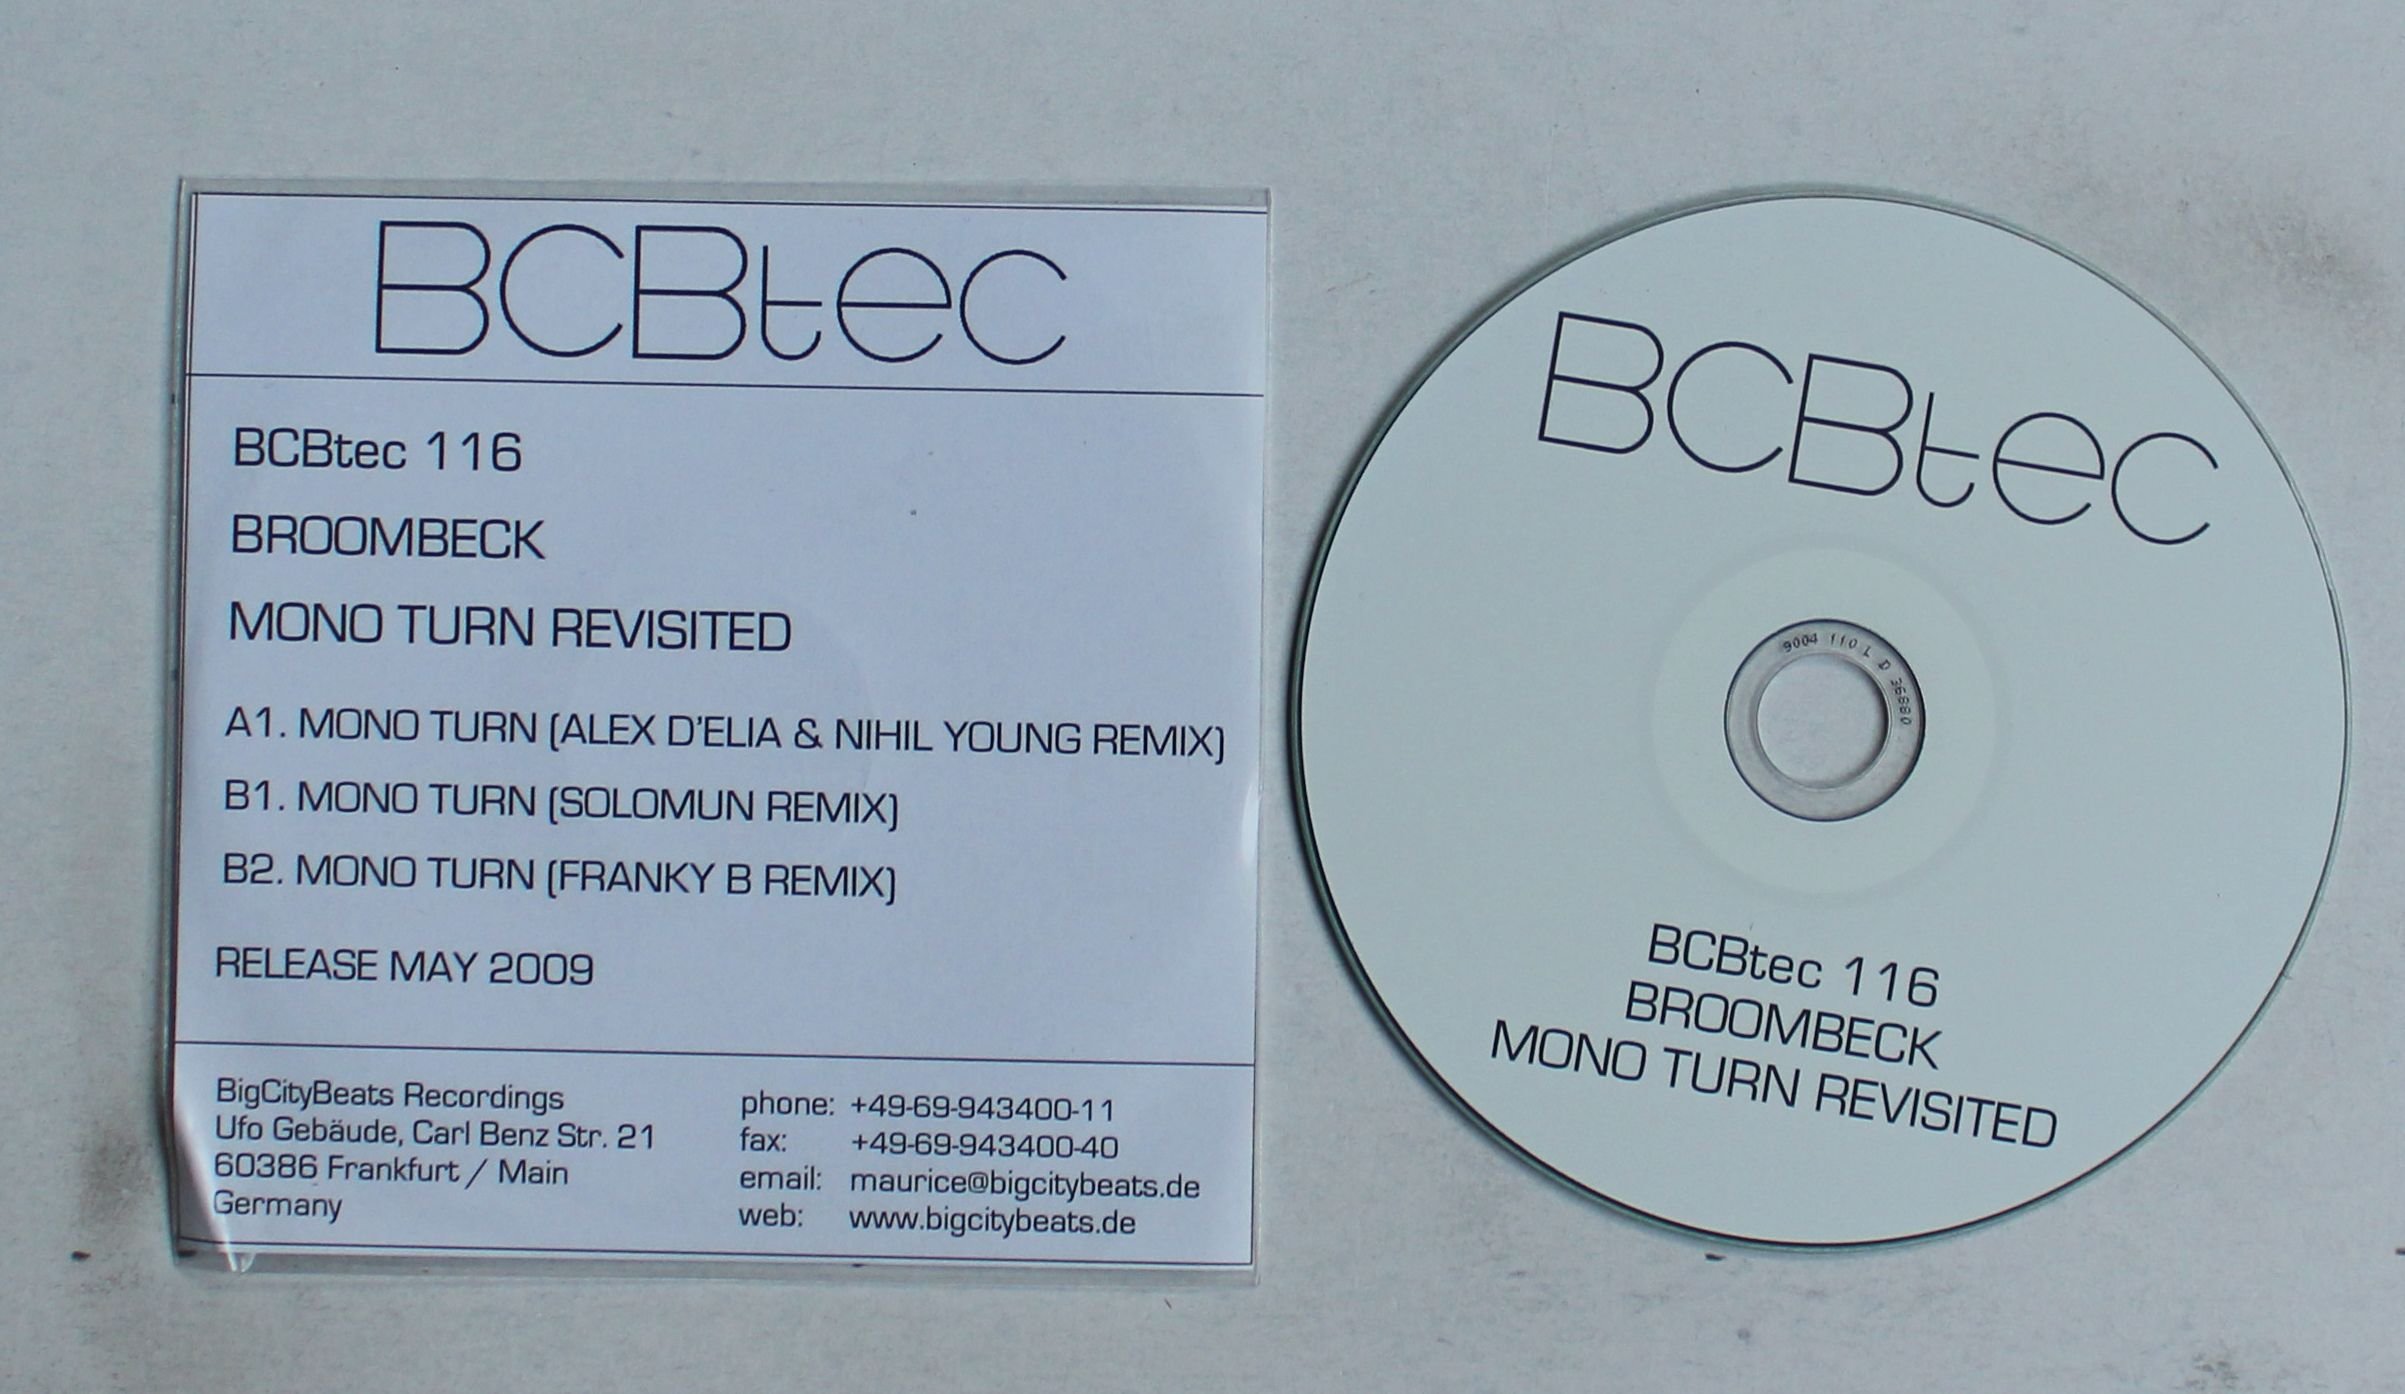 BCBtec
BCBtec 116
BROOMBECK
MONO TURN REVISITED
A1. MONO TURN (ALEX D'ELIA & NIHIL YOUNG REMIX)
B1. MONO TURN (SOLOMUN REMIX)
B2. MONO TURN (FRANKY B REMIX)
RELEASE MAY 2009
BigCityBeats Recordings
Ufo Gebäude, Carl Benz Str. 21
60386 Frankfurt / Main
Germany
phone: +49-69-943400-11
fax: +49-69-943400-40
email: maurice@bigcitybeats.de
web: www.bigcitybeats.de
BCBtec
9004 110 L D 36880
BCBtec 116
BROOMBECK
MONO TURN REVISITED